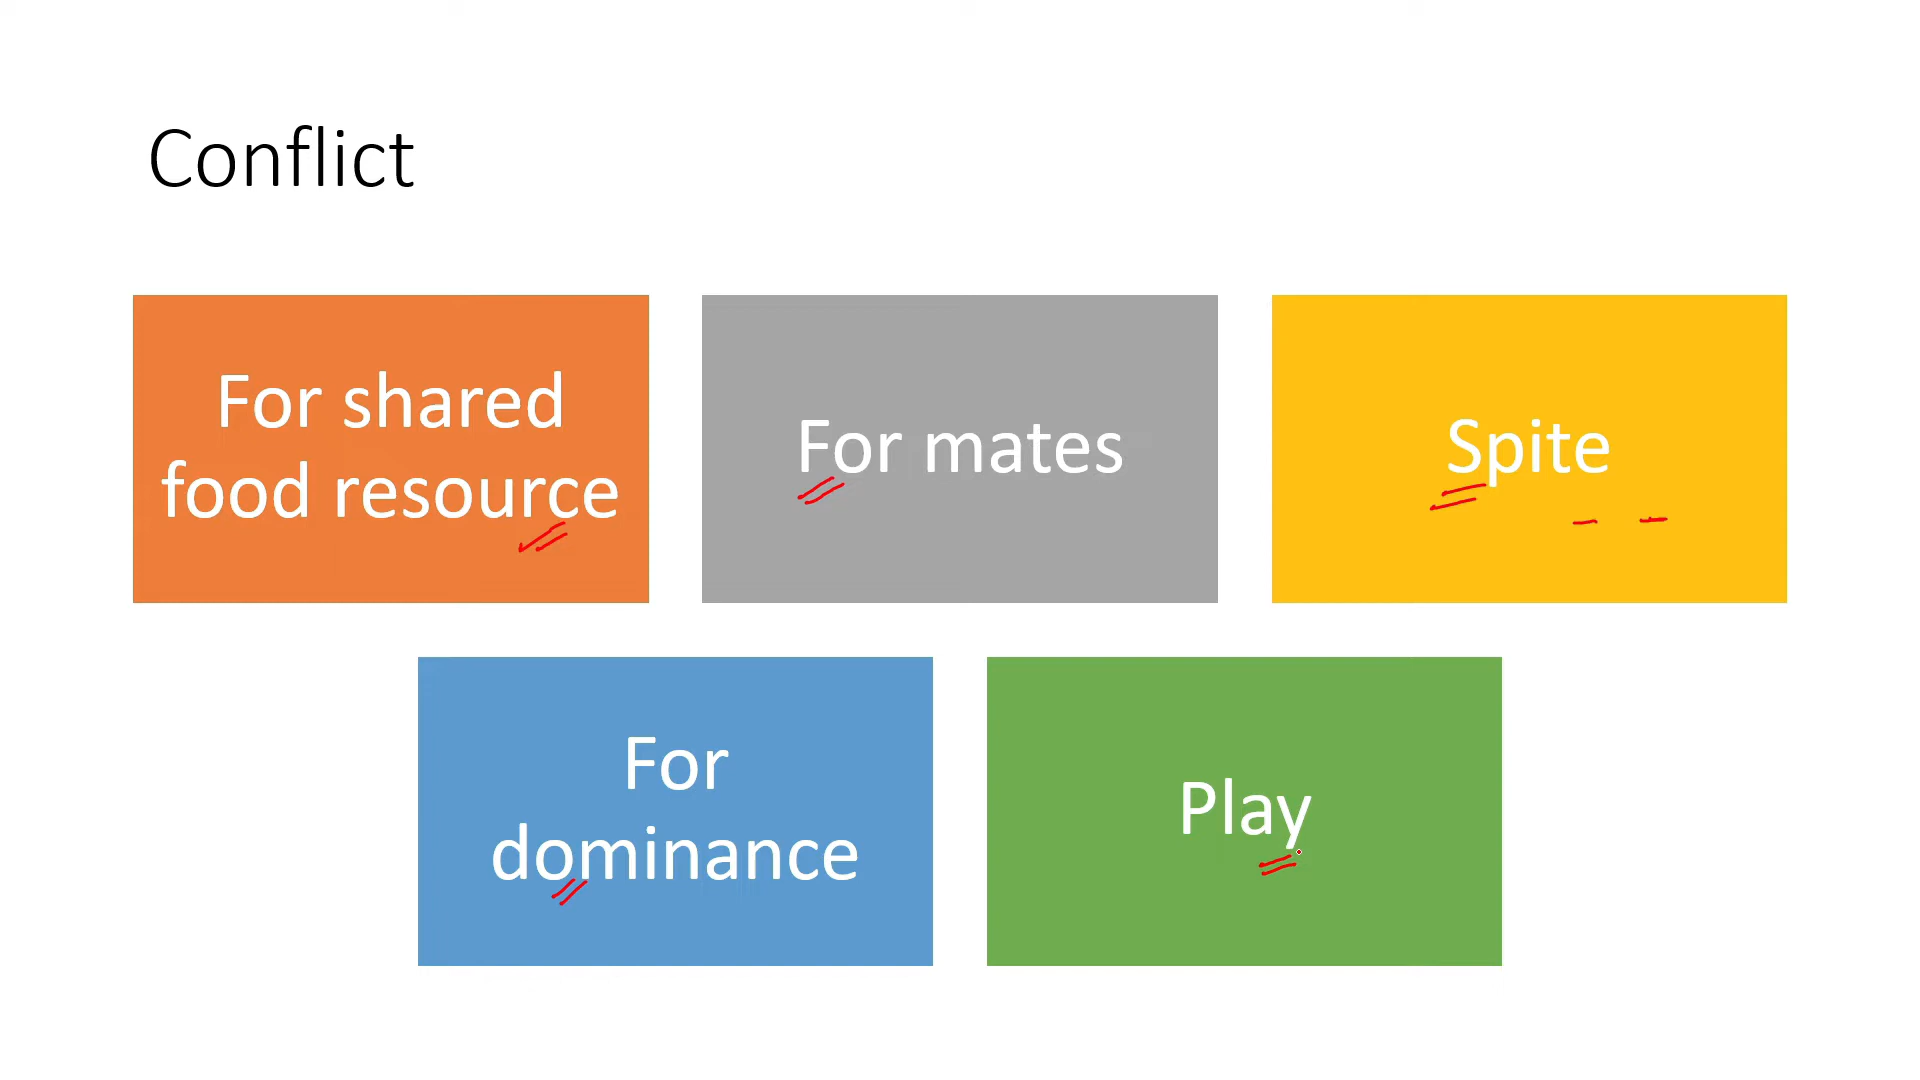 Conflict
For shared
food resource
For mates
Spite
For
dominance
Play